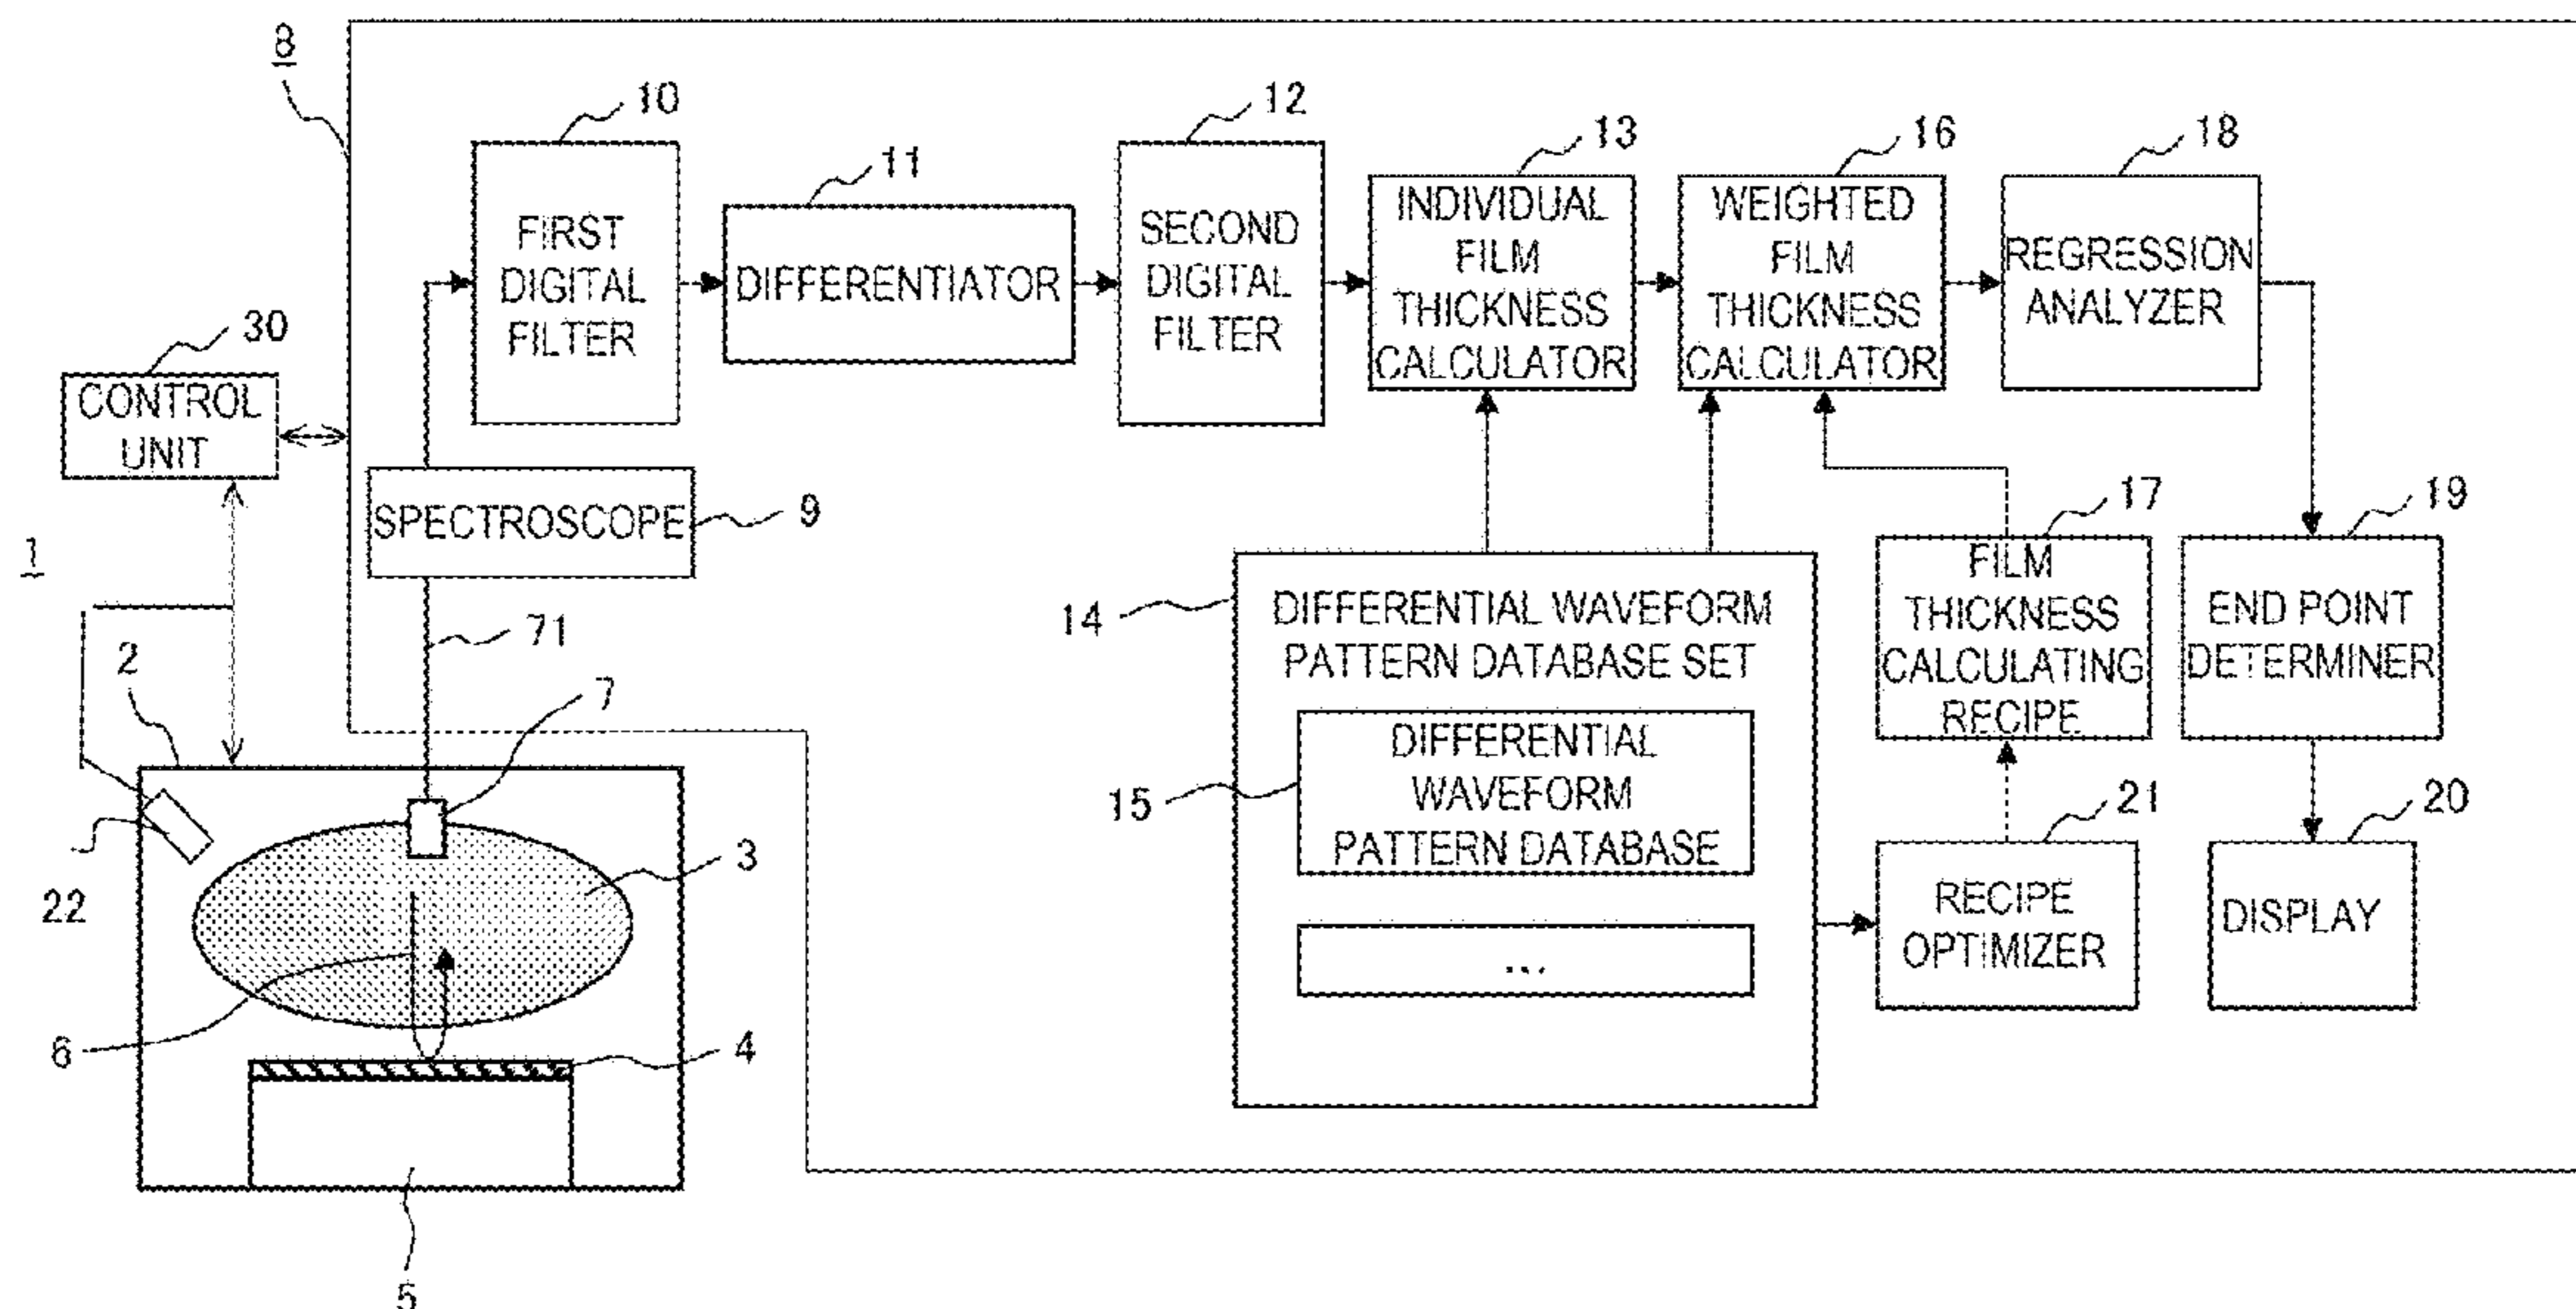 8
10
12
13
16
18
11
FIRST
DIGITAL
FILTER
DIFFERENTIATOR
SECOND
DIGITAL
FILTER
INDIVIDUAL
FILM
THICKNESS
CALCULATOR
WEIGHTED
FILM
THICKNESS
CALCULATOR
REGRESSION
ANALYZER
30
CONTROL
UNIT
SPECTROSCOPE
9
17
19
1
71
2
7
14
DIFFERENTIAL WAVEFORM
PATTERN DATABASE SET
FILM
THICKNESS
CALCULATING
RECIPE
END POINT
DETERMINER
15
DIFFERENTIAL
WAVEFORM
PATTERN DATABASE
...
21
20
RECIPE
OPTIMIZER
DISPLAY
3
22
6
4
5